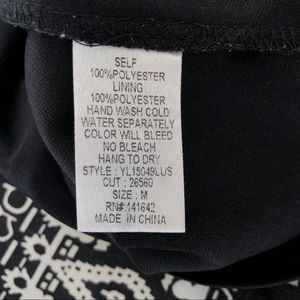 SELF
100%POLYESTER
LINING
100%POLYESTER
HAND WASH COLD
WATER SEPARATELY
COLOR WILL BLEED
NO BLEACH
HANG TO DRY
STYLE : YL15049LUS
CUT : 26560
SIZE : M
RN#:141642
MADE IN CHINA